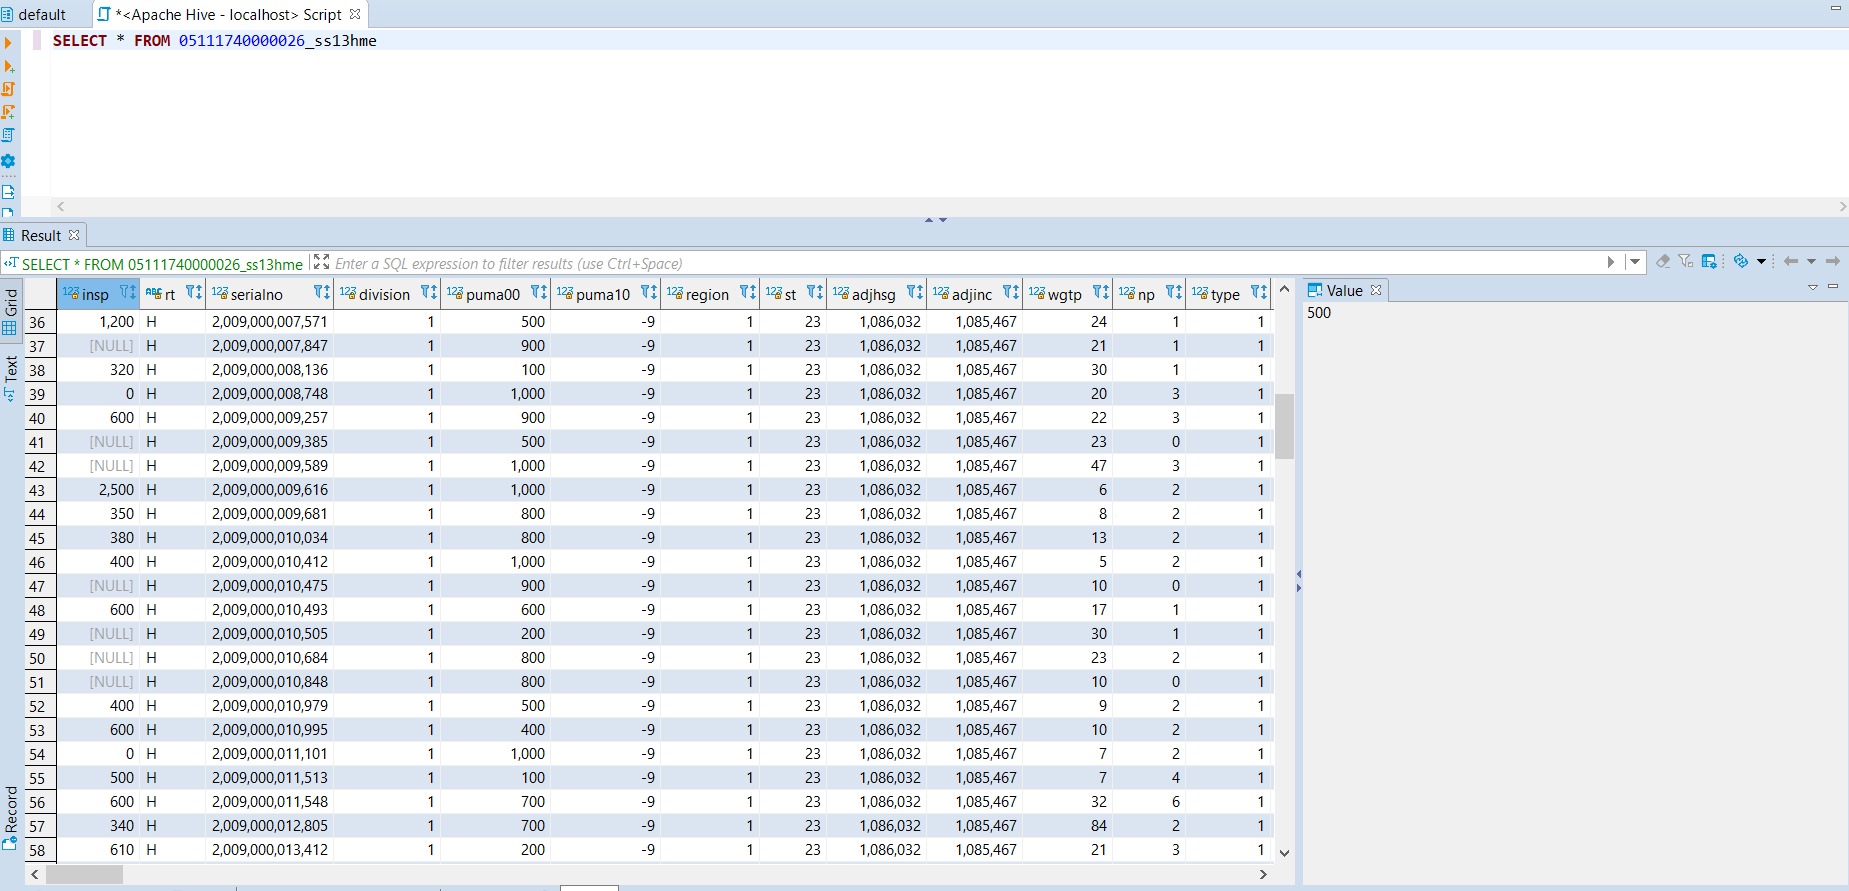 default
*<Apache Hive - localhost> Script
SELECT * FROM 05111740000026_ss13hme
Result
SELECT * FROM 05111740000026_ss13hme Enter a SQL expression to filter results (use Ctrl+Space)
Grid
Text
Record
123 insp ABC rt 123 serialno 123 division 123 puma00 123 puma10 123 region 123 st 123 adjhsg 123 adjinc 123 wgtp 123 np 123 type
36 1,200 H 2,009,000,007,571 1 500 -9 1 23 1,086,032 1,085,467 24 1 1
37 [NULL] H 2,009,000,007,847 1 900 -9 1 23 1,086,032 1,085,467 21 1 1
38 320 H 2,009,000,008,136 1 100 -9 1 23 1,086,032 1,085,467 30 1 1
39 0 H 2,009,000,008,748 1 1,000 -9 1 23 1,086,032 1,085,467 20 3 1
40 600 H 2,009,000,009,257 1 900 -9 1 23 1,086,032 1,085,467 22 3 1
41 [NULL] H 2,009,000,009,385 1 500 -9 1 23 1,086,032 1,085,467 23 0 1
42 [NULL] H 2,009,000,009,589 1 1,000 -9 1 23 1,086,032 1,085,467 47 3 1
43 2,500 H 2,009,000,009,616 1 1,000 -9 1 23 1,086,032 1,085,467 6 2 1
44 350 H 2,009,000,009,681 1 800 -9 1 23 1,086,032 1,085,467 8 2 1
45 380 H 2,009,000,010,034 1 800 -9 1 23 1,086,032 1,085,467 13 2 1
46 400 H 2,009,000,010,412 1 1,000 -9 1 23 1,086,032 1,085,467 5 2 1
47 [NULL] H 2,009,000,010,475 1 900 -9 1 23 1,086,032 1,085,467 10 0 1
48 600 H 2,009,000,010,493 1 600 -9 1 23 1,086,032 1,085,467 17 1 1
49 [NULL] H 2,009,000,010,505 1 200 -9 1 23 1,086,032 1,085,467 30 1 1
50 [NULL] H 2,009,000,010,684 1 800 -9 1 23 1,086,032 1,085,467 23 2 1
51 [NULL] H 2,009,000,010,848 1 800 -9 1 23 1,086,032 1,085,467 10 0 1
52 400 H 2,009,000,010,979 1 500 -9 1 23 1,086,032 1,085,467 9 2 1
53 600 H 2,009,000,010,995 1 400 -9 1 23 1,086,032 1,085,467 10 2 1
54 0 H 2,009,000,011,101 1 1,000 -9 1 23 1,086,032 1,085,467 7 2 1
55 500 H 2,009,000,011,513 1 100 -9 1 23 1,086,032 1,085,467 7 4 1
56 600 H 2,009,000,011,548 1 700 -9 1 23 1,086,032 1,085,467 32 6 1
57 340 H 2,009,000,012,805 1 700 -9 1 23 1,086,032 1,085,467 84 2 1
58 610 H 2,009,000,013,412 1 200 -9 1 23 1,086,032 1,085,467 21 3 1
Value
500